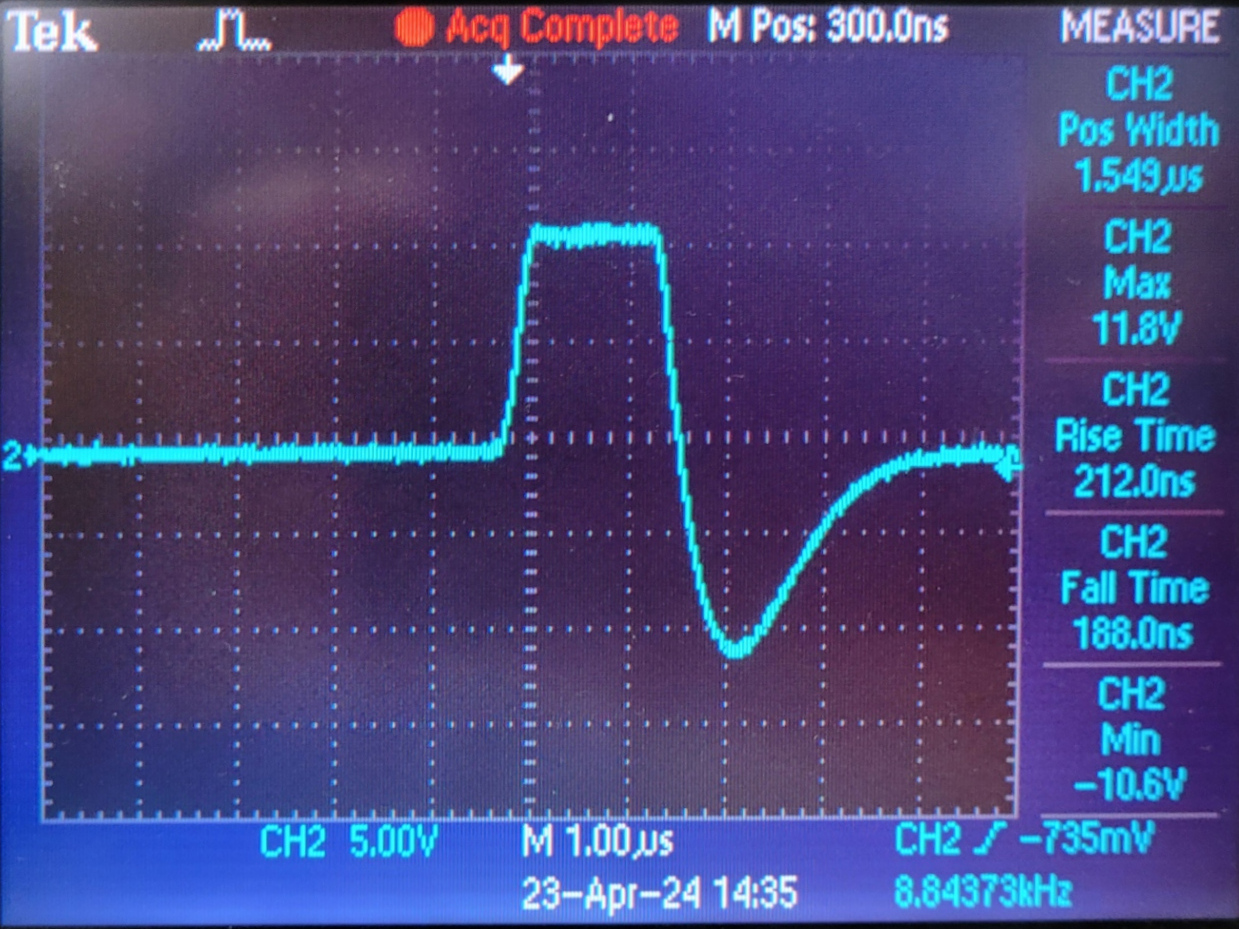 Tek Acq Complete M Pos: 300.0ns MEASURE
CH2
Pos Width
1.549µs
CH2
Max
11.8V
CH2
Rise Time
212.0ns
CH2
Fall Time
188.0ns
CH2
Min
-10.6V
2
CH2 5.00V M 1.00µs CH2 -735mV
23-Apr-24 14:35 8.84373kHz